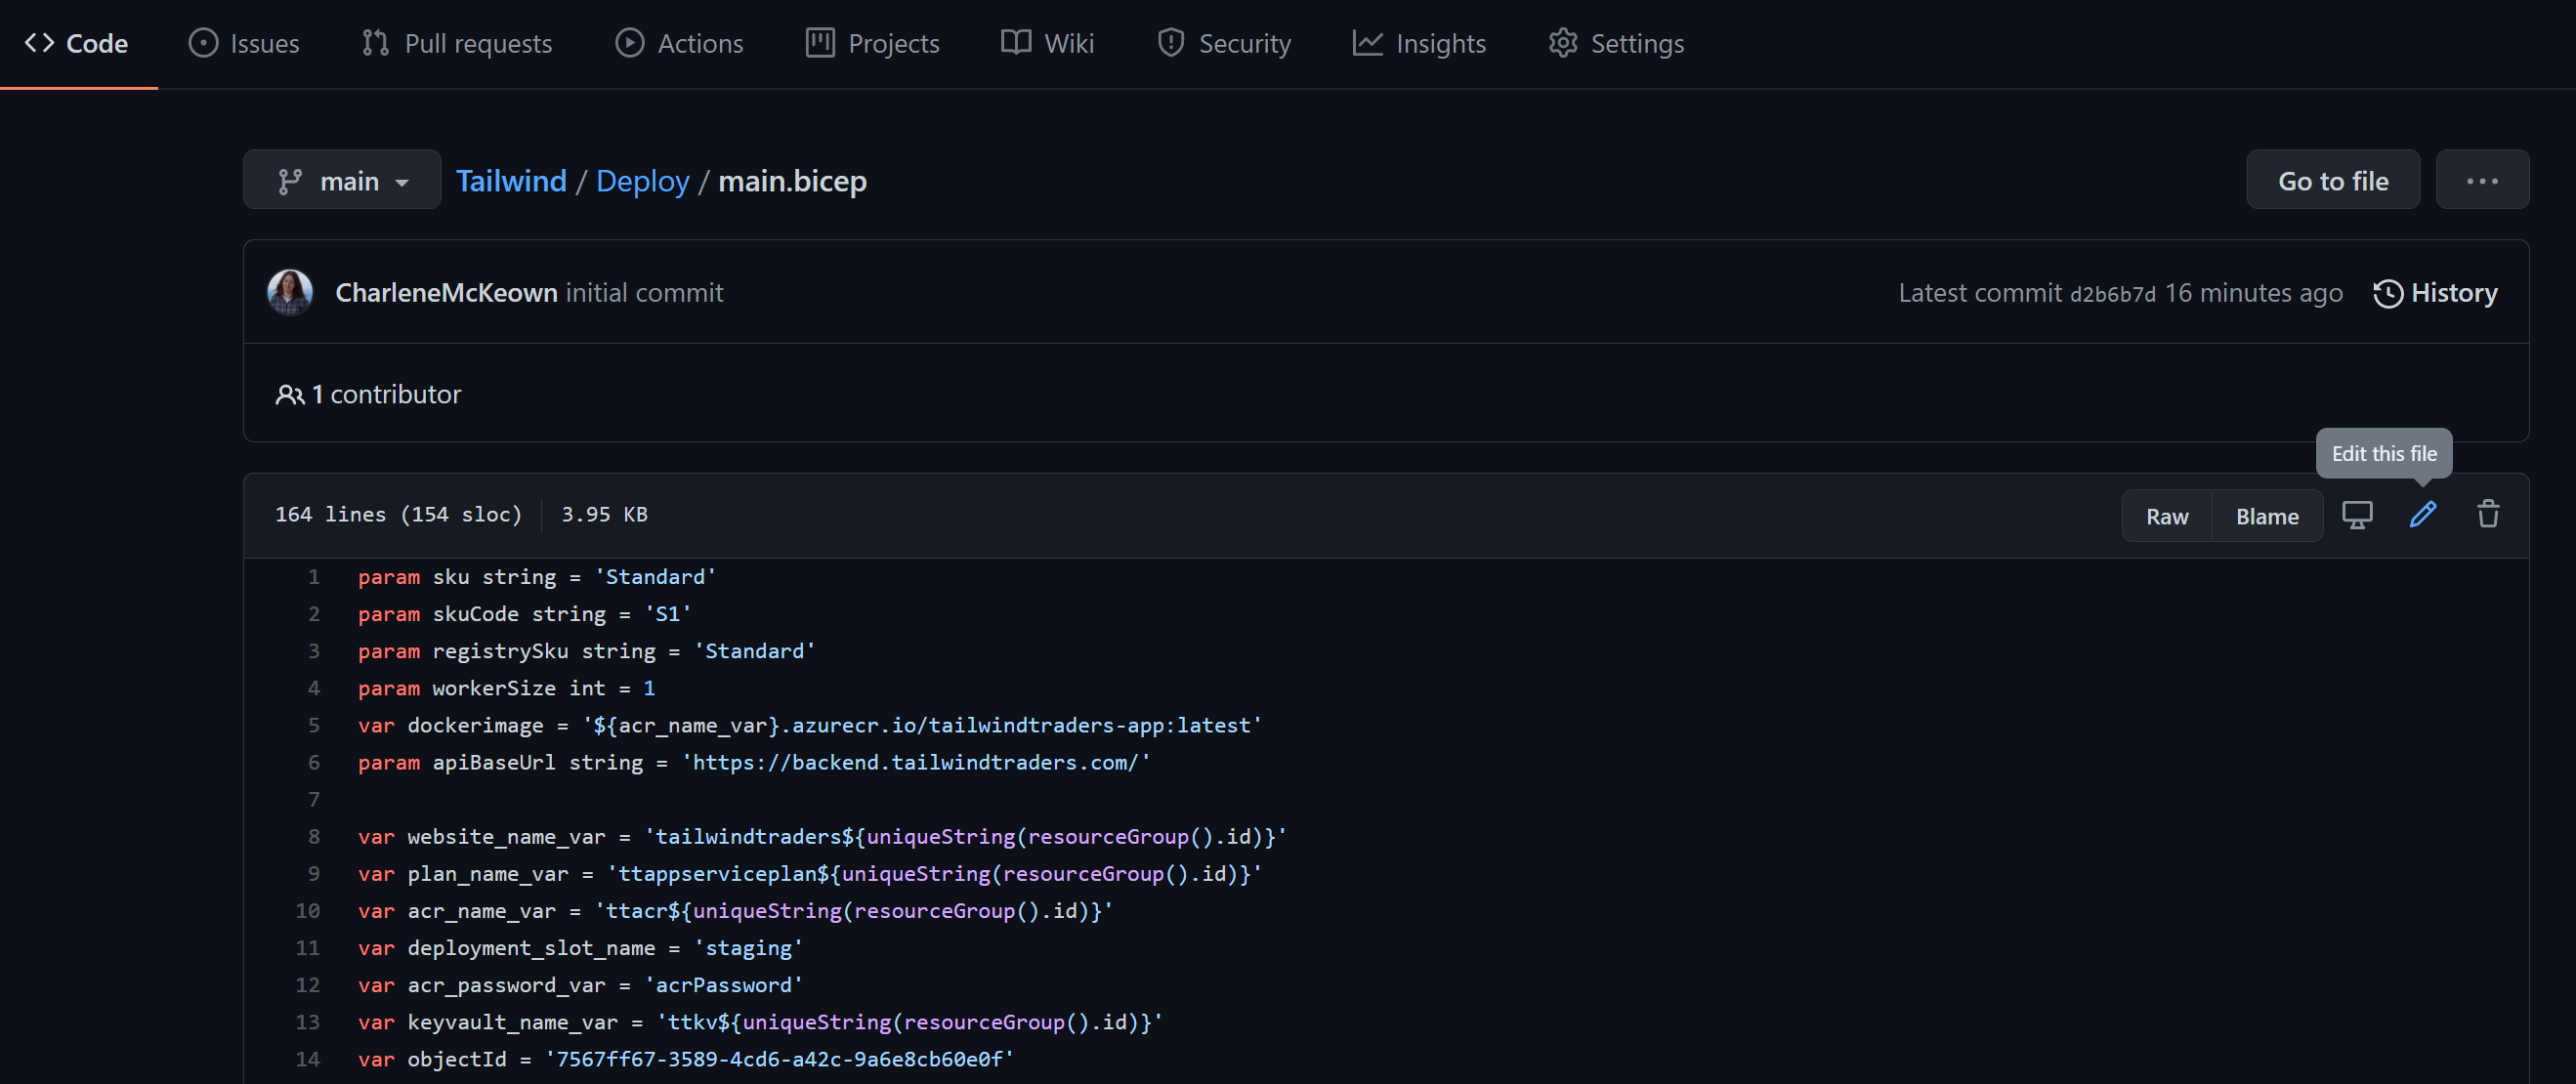 Code Issues Pull requests Actions Projects Wiki Security Insights Settings
main Tailwind / Deploy / main.bicep Go to file ...
CharleneMcKeown initial commit Latest commit d2b6b7d 16 minutes ago History
1 contributor
Edit this file
164 lines (154 sloc) 3.95 KB Raw Blame
1 param sku string = 'Standard'
2 param skuCode string = 'S1'
3 param registrySku string = 'Standard'
4 param workerSize int = 1
5 var dockerimage = '${acr_name_var}.azurecr.io/tailwindtraders-app:latest'
6 param apiBaseUrl string = 'https://backend.tailwindtraders.com/'
7
8 var website_name_var = 'tailwindtraders${uniqueString(resourceGroup().id)}'
9 var plan_name_var = 'ttappserviceplan${uniqueString(resourceGroup().id)}'
10 var acr_name_var = 'ttacr${uniqueString(resourceGroup().id)}'
11 var deployment_slot_name = 'staging'
12 var acr_password_var = 'acrPassword'
13 var keyvault_name_var = 'ttkv${uniqueString(resourceGroup().id)}'
14 var objectId = '7567ff67-3589-4cd6-a42c-9a6e8cb60e0f'